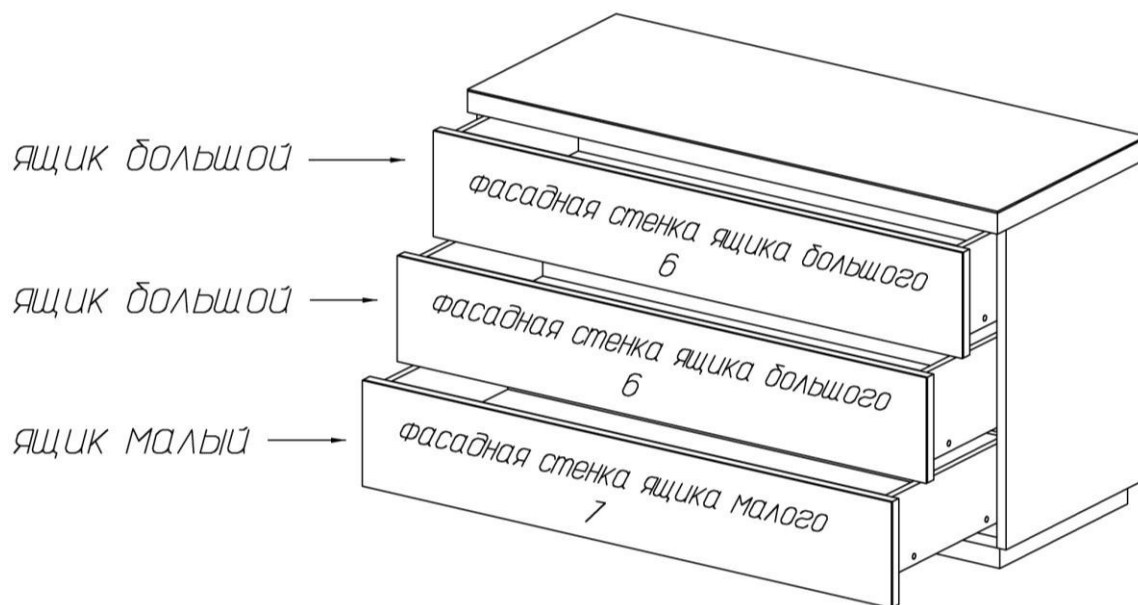 ящик большой
фасадная стенка ящика большого
6
ящик большой
фасадная стенка ящика большого
6
ящик малый
фасадная стенка ящика малого
7